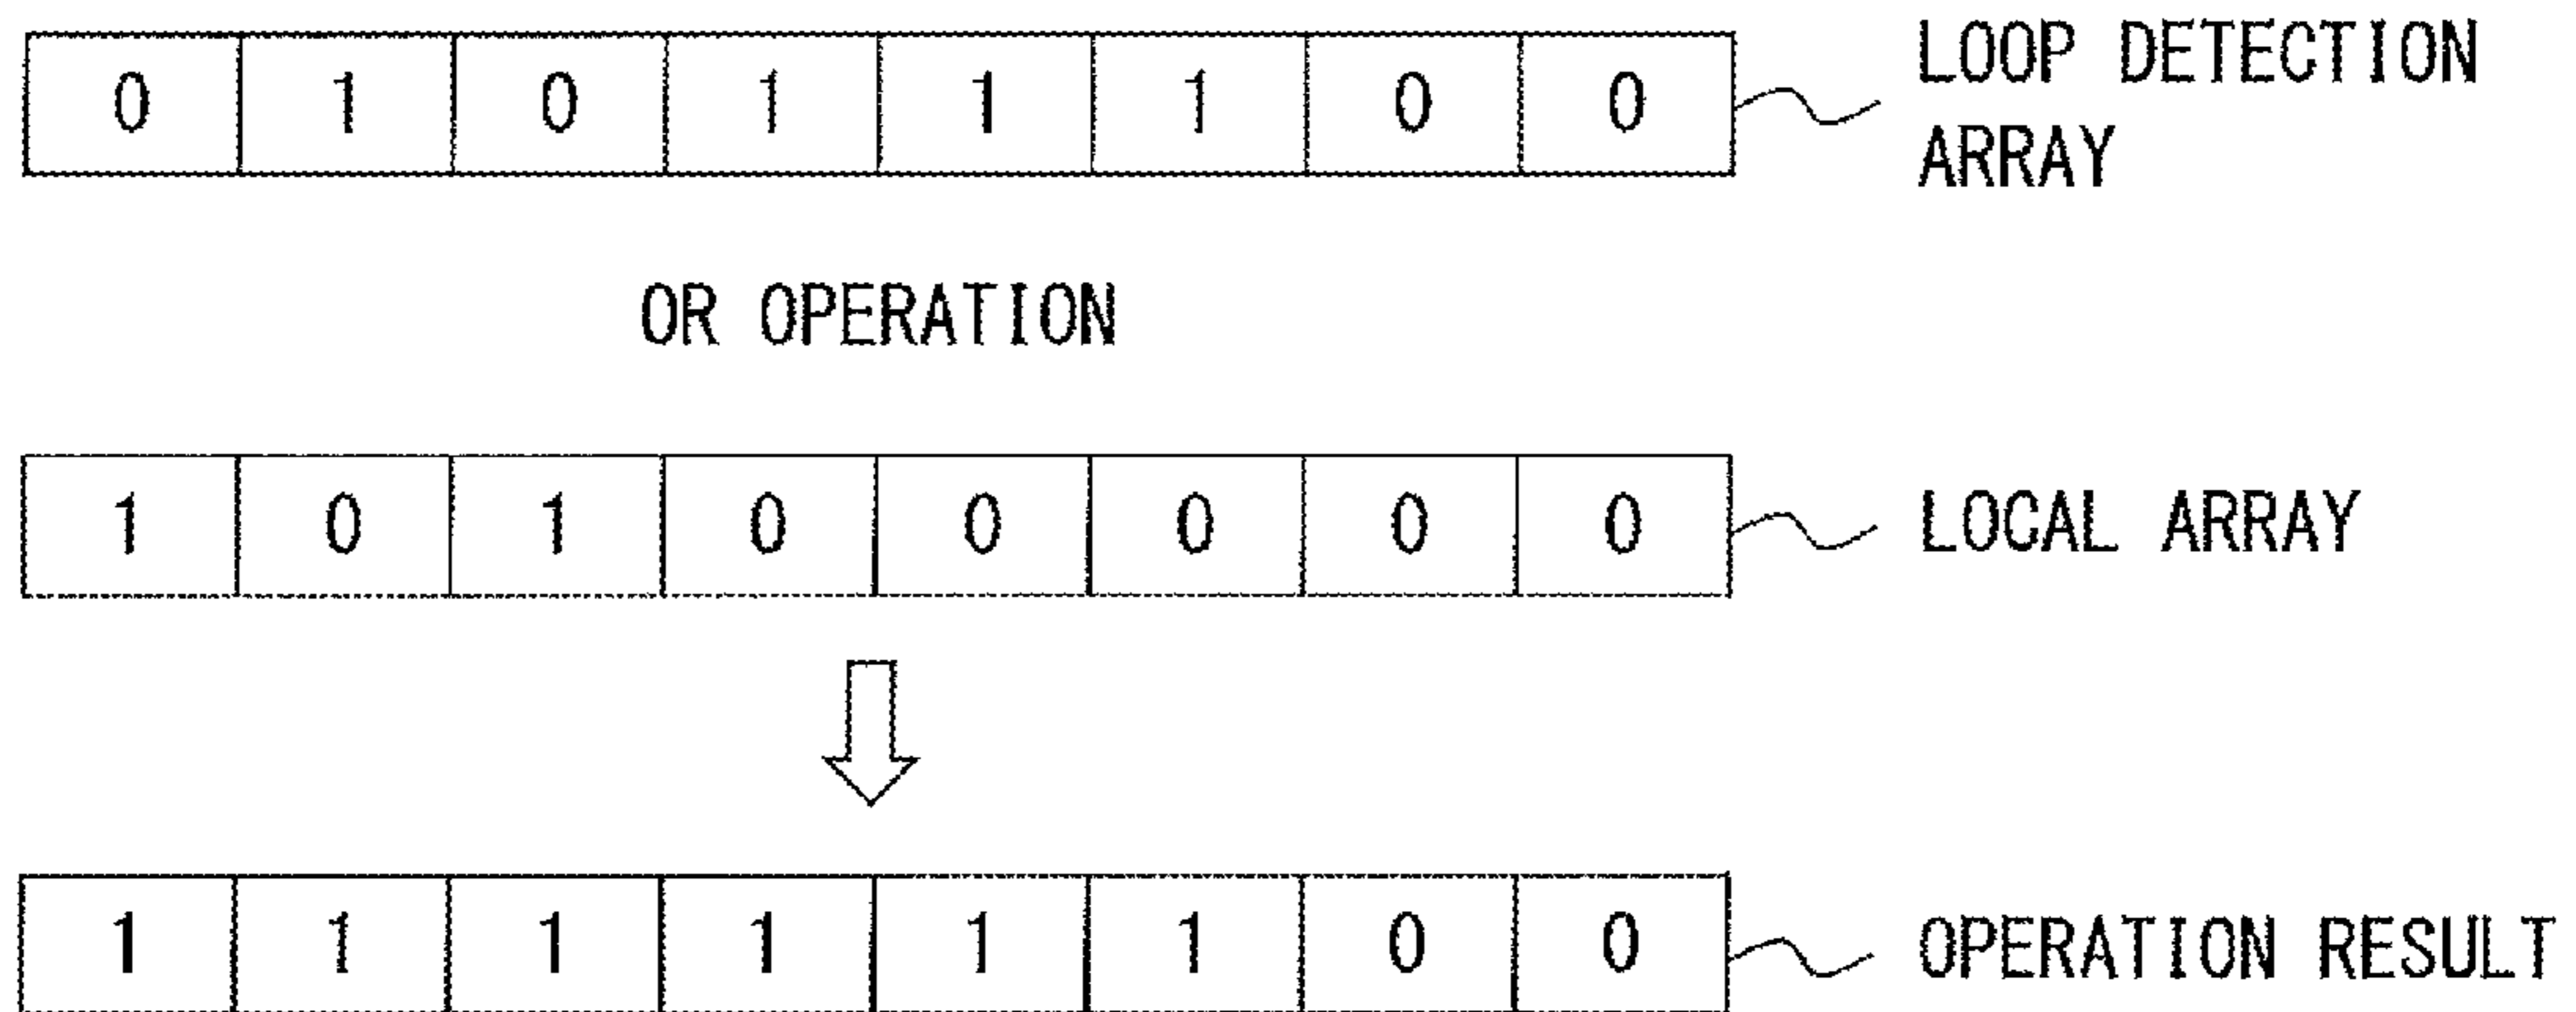 0 1 0 1 1 1 0 0
LOOP DETECTION
ARRAY
OR OPERATION
1 0 1 0 0 0 0 0
LOCAL ARRAY
1 1 1 1 1 1 0 0
OPERATION RESULT